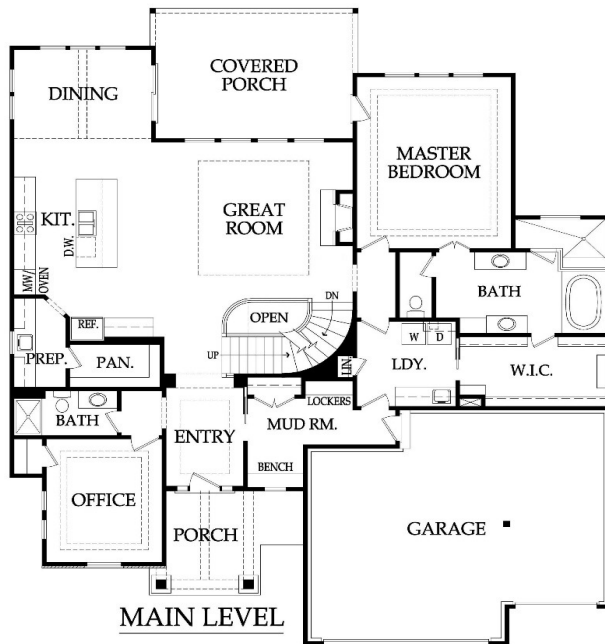 COVERED
PORCH
DINING
MASTER
BEDROOM
KIT.
D.W.
GREAT
ROOM
MW/
OVEN
BATH
REF.
OPEN
DN
UP
PREP.
PAN.
LIN.
W
D
LDY.
W.I.C.
BATH
ENTRY
LOCKERS
MUD RM.
BENCH
OFFICE
PORCH
GARAGE
MAIN LEVEL